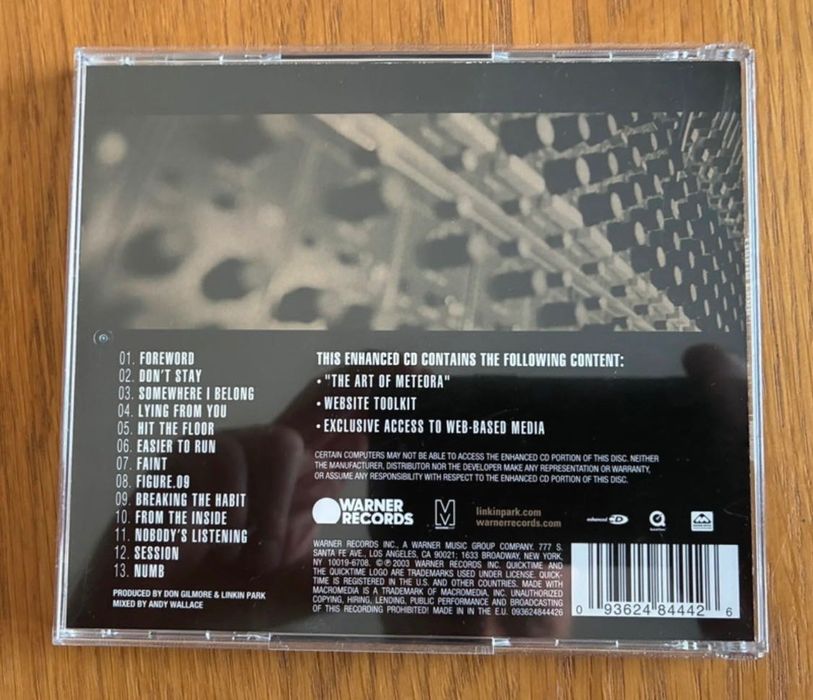 01. FOREWORD
02. DON'T STAY
03. SOMEWHERE I BELONG
04. LYING FROM YOU
05. HIT THE FLOOR
06. EASIER TO RUN
07. FAINT
08. FIGURE.09
09. BREAKING THE HABIT
10. FROM THE INSIDE
11. NOBODY'S LISTENING
12. SESSION
13. NUMB
PRODUCED BY DON GILMORE & LINKIN PARK
MIXED BY ANDY WALLACE
THIS ENHANCED CD CONTAINS THE FOLLOWING CONTENT:
• "THE ART OF METEORA"
• WEBSITE TOOLKIT
• EXCLUSIVE ACCESS TO WEB-BASED MEDIA
CERTAIN COMPUTERS MAY NOT BE ABLE TO ACCESS THE ENHANCED CD PORTION OF THIS DISC. NEITHER
THE MANUFACTURER, DISTRIBUTOR NOR THE DEVELOPER MAKE ANY REPRESENTATION OR WARRANTY,
OR ASSUME ANY RESPONSIBILITY WITH RESPECT TO THE ENHANCED CD PORTION OF THIS DISC.
WARNER
RECORDS
linkinpark.com
warnerrecords.com
enhanced CD
WARNER RECORDS INC., A WARNER MUSIC GROUP COMPANY, 777 S.
SANTA FE AVE., LOS ANGELES, CA 90021; 1633 BROADWAY, NEW YORK,
NY 10019-6708. ©℗ 2003 WARNER RECORDS INC. QUICKTIME AND
THE QUICKTIME LOGO ARE TRADEMARKS USED UNDER LICENSE. QUICK-
TIME IS REGISTERED IN THE U.S. AND OTHER COUNTRIES. MADE WITH
MACROMEDIA IS A TRADEMARK OF MACROMEDIA, INC. UNAUTHORIZED
COPYING, HIRING, LENDING, PUBLIC PERFORMANCE AND BROADCASTING
OF THIS RECORDING PROHIBITED! MADE IN IN THE E.U. 093624844426
0 93624 84442 6